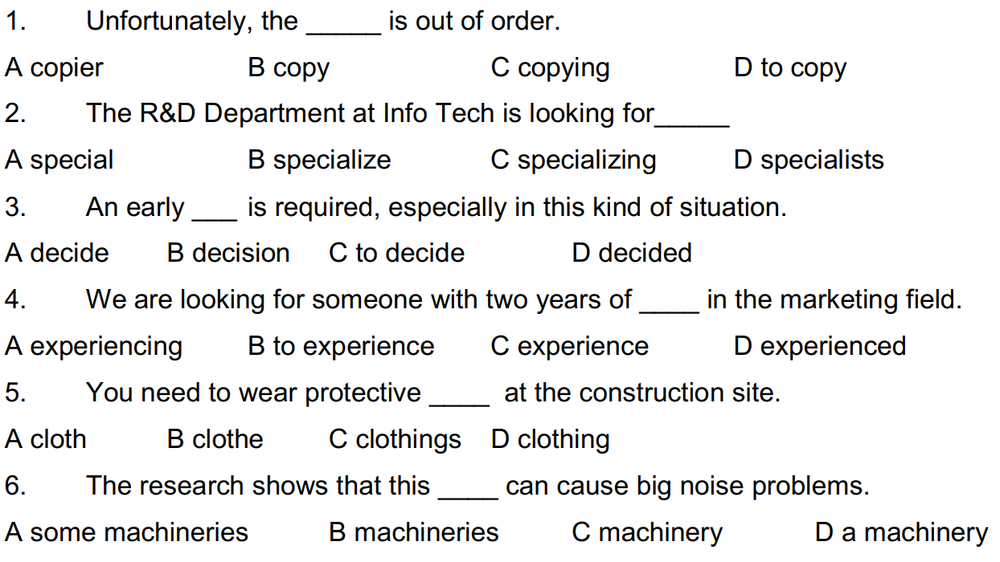 1. Unfortunately, the _____ is out of order.
A copier B copy C copying D to copy
2. The R&D Department at Info Tech is looking for_____
A special B specialize C specializing D specialists
3. An early ___ is required, especially in this kind of situation.
A decide B decision C to decide D decided
4. We are looking for someone with two years of ____ in the marketing field.
A experiencing B to experience C experience D experienced
5. You need to wear protective ____ at the construction site.
A cloth B clothe C clothings D clothing
6. The research shows that this ____ can cause big noise problems.
A some machineries B machineries C machinery D a machinery